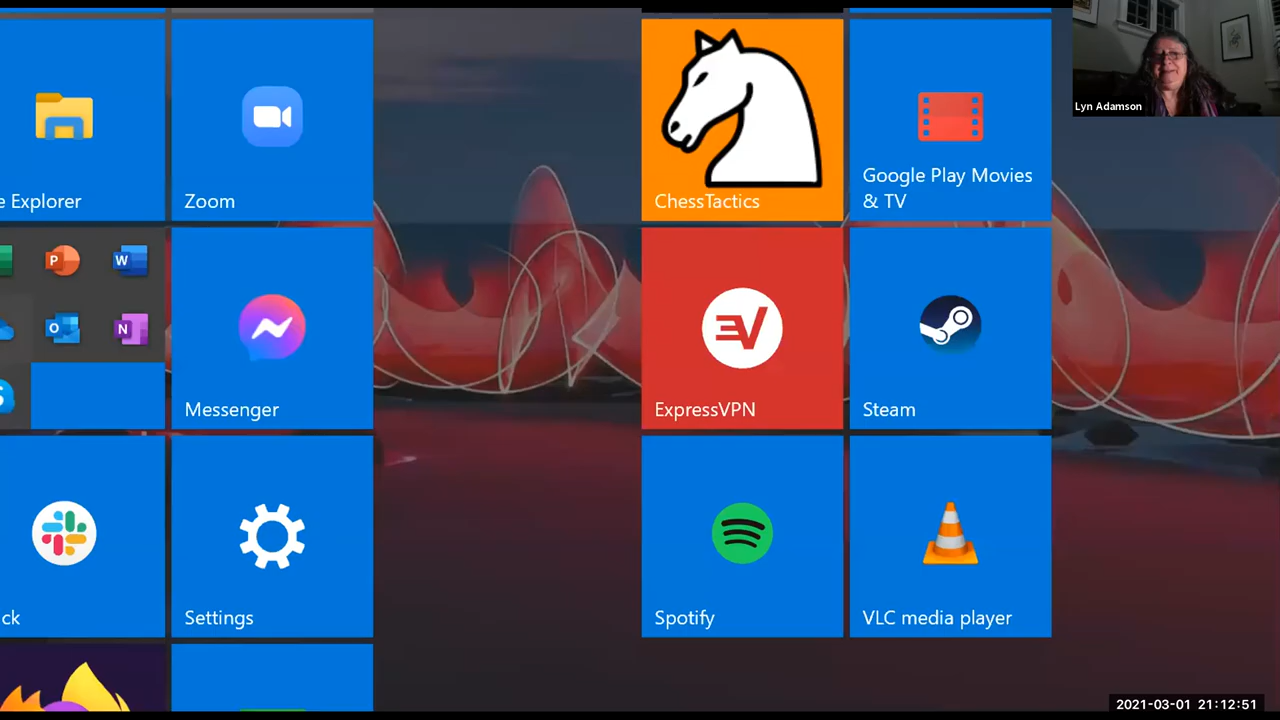 e Explorer
Zoom
ChessTactics
Google Play Movies
& TV
Lyn Adamson
P
W
O
N
S
Messenger
EV
ExpressVPN
Steam
ck
Settings
Spotify
VLC media player
2021-03-01 21:12:51